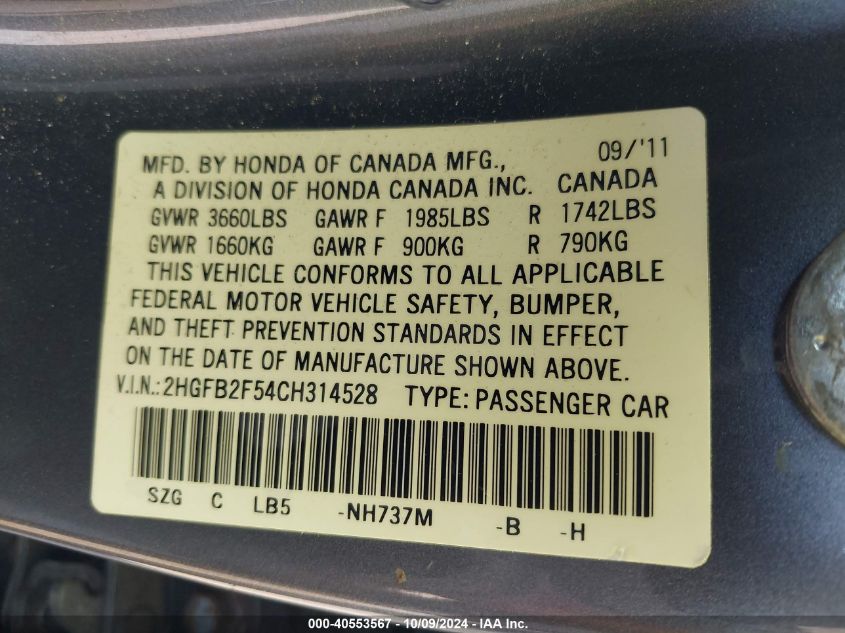 MFD. BY HONDA OF CANADA MFG., 09/'11
A DIVISION OF HONDA CANADA INC. CANADA
GVWR 3660LBS GAWR F 1985LBS R 1742LBS
GVWR 1660KG GAWR F 900KG R 790KG
THIS VEHICLE CONFORMS TO ALL APPLICABLE
FEDERAL MOTOR VEHICLE SAFETY, BUMPER,
AND THEFT PREVENTION STANDARDS IN EFFECT
ON THE DATE OF MANUFACTURE SHOWN ABOVE.
V.I.N.: 2HGFB2F54CH314528 TYPE: PASSENGER CAR
SZG C LB5 -NH737M -B -H
000-40553567 - 10/09/2024 - IAA Inc.